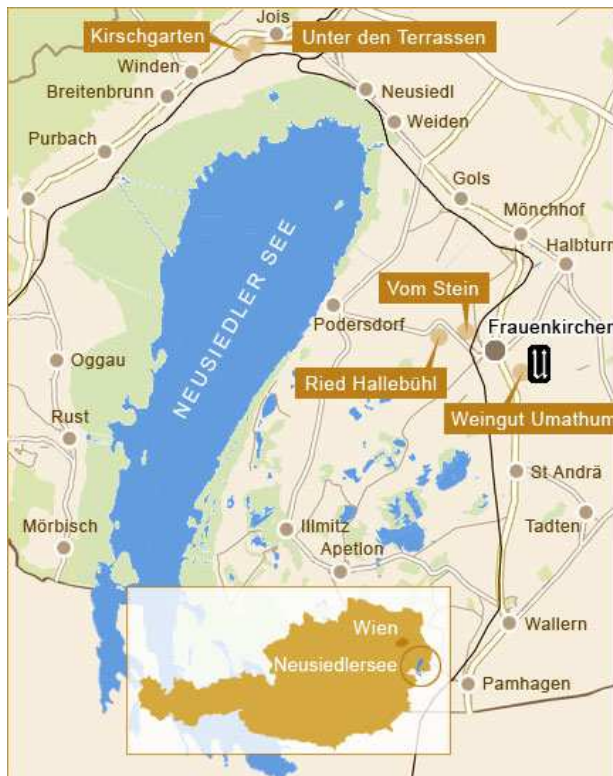 Jois
Kirschgarten
Unter den Terrassen
Winden
Breitenbrunn
Neusiedl
Weiden
Purbach
Gols
Mönchhof
Halbturn
NEUSIEDLER SEE
Vom Stein
Podersdorf
Frauenkirchen
Oggau
Ried Hallebühl
Weingut Umathum
Rust
St Andrä
Illmitz
Tadten
Mörbisch
Apetlon
Wien
Wallern
Neusiedlersee
Pamhagen